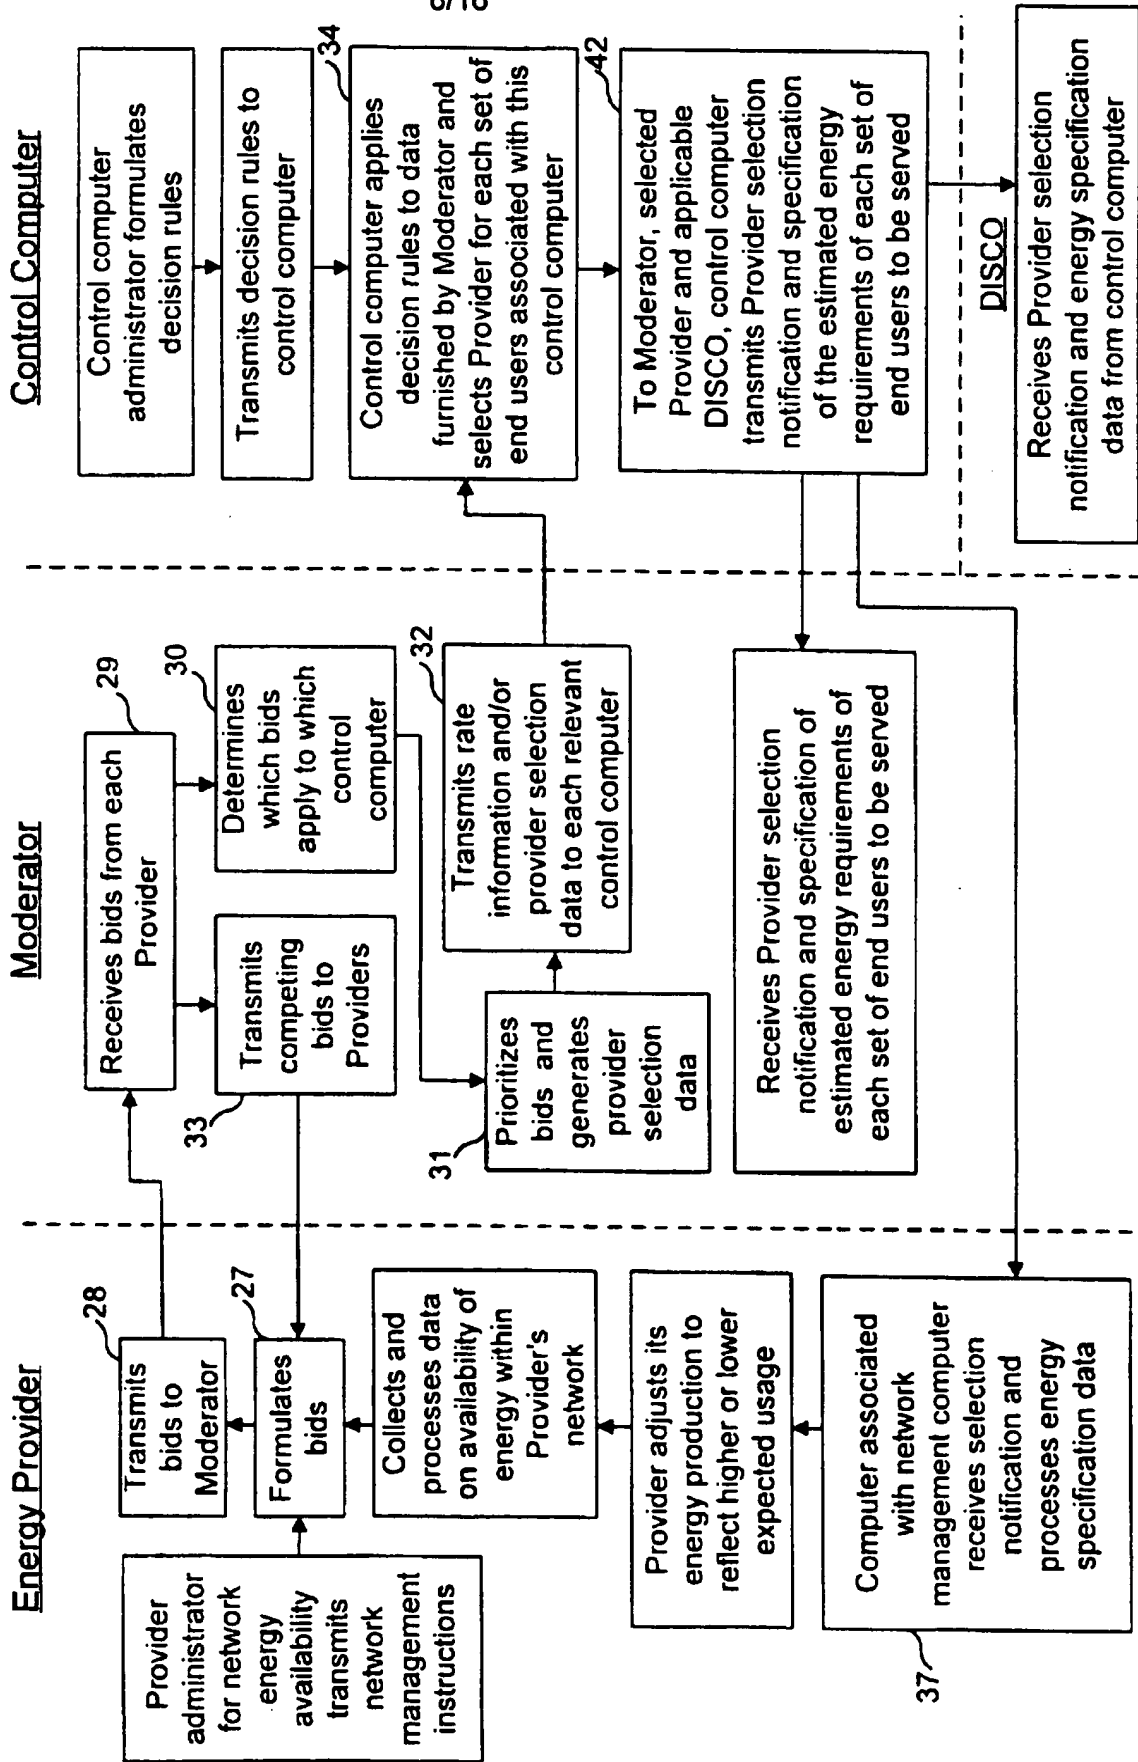 8/18
Energy Provider
Provider
administrator
for network
energy
availability
transmits
network
management
instructions
28
Transmits
bids to
Moderator
27
Formulates
bids
Collects and
processes data
on availability of
energy within
Provider's
network
Provider adjusts its
energy production to
reflect higher or lower
expected usage
Computer associated
with network
management computer
receives selection
notification and
processes energy
specification data
37
Moderator
29
Receives bids from each
Provider
33
Transmits
competing
bids to
Providers
30
Determines
which bids
apply to which
control
computer
31
Prioritizes
bids and
generates
provider
selection
data
32
Transmits rate
information and/or
provider selection
data to each relevant
control computer
Receives Provider selection
notification and specification of
estimated energy requirements of
each set of end users to be served
Control Computer
Control computer
administrator formulates
decision rules
Transmits decision rules to
control computer
34
Control computer applies
decision rules to data
furnished by Moderator and
selects Provider for each set of
end users associated with this
control computer
42
To Moderator, selected
Provider and applicable
DISCO, control computer
transmits Provider selection
notification and specification
of the estimated energy
requirements of each set of
end users to be served
DISCO
Receives Provider selection
notification and energy specification
data from control computer